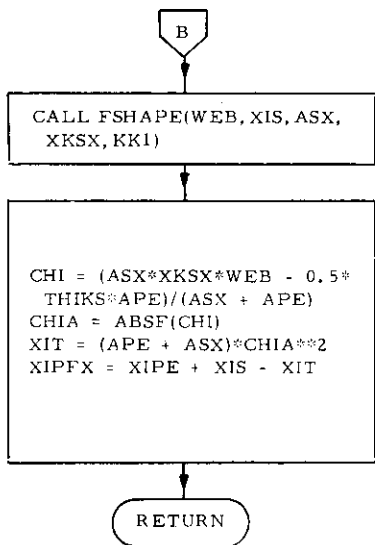 B
CALL FSHAPE(WEB, XIS, ASX,
XKSX, KK1)
CHI = (ASX*XKSX*WEB - 0.5*
THIKS*APE)/(ASX + APE)
CHIA = ABSF(CHI)
XIT = (APE + ASX)*CHIA**2
XIPFX = XIPE + XIS - XIT
RETURN